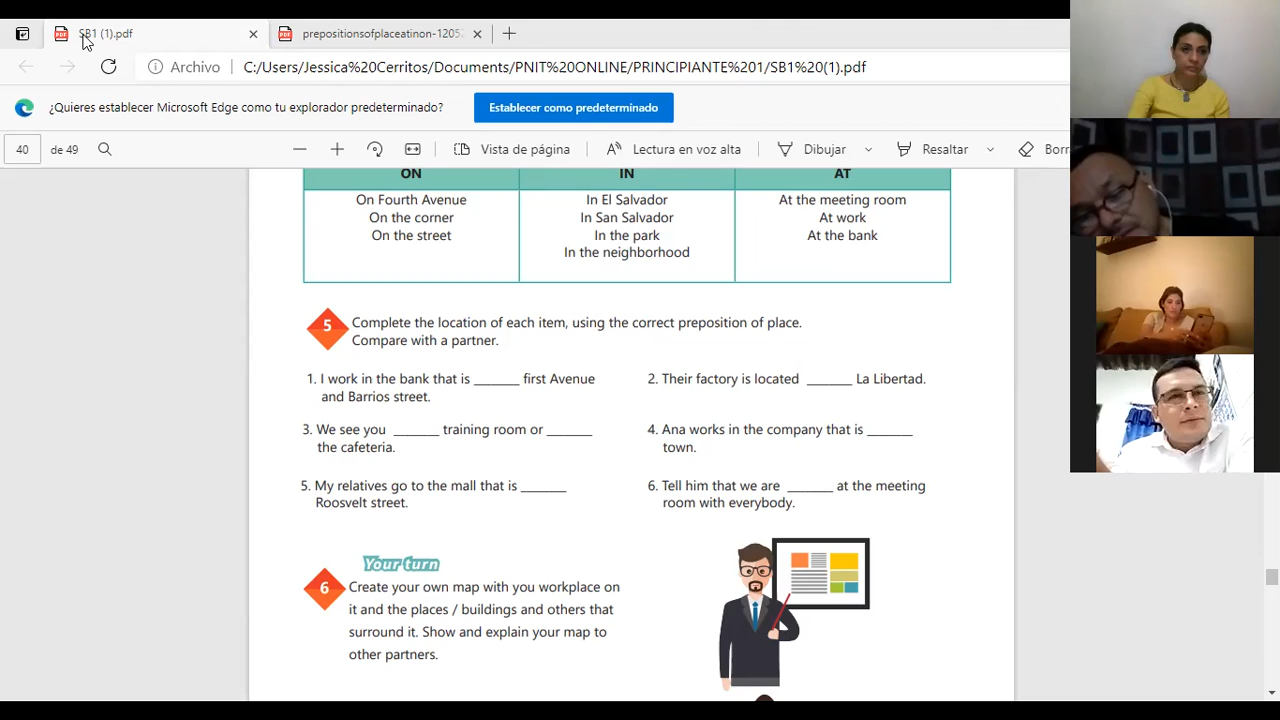 SB1 (1).pdf
prepositionsofplaceatinon-1205
Archivo
C:/Users/Jessica%20Cerritos/Documents/PNIT%20ONLINE/PRINCIPIANTE%201/SB1%20(1).pdf
¿Quieres establecer Microsoft Edge como tu explorador predeterminado?
Establecer como predeterminado
40 de 49
Vista de página
Lectura en voz alta
Dibujar
Resaltar
Borr
ON IN AT
On Fourth Avenue In El Salvador At the meeting room
On the corner In San Salvador At work
On the street In the park At the bank
In the neighborhood
5 Complete the location of each item, using the correct preposition of place.
Compare with a partner.
1. I work in the bank that is _______ first Avenue
and Barrios street.
2. Their factory is located _______ La Libertad.
3. We see you _______ training room or _______
the cafeteria.
4. Ana works in the company that is _______
town.
5. My relatives go to the mall that is _______
Roosvelt street.
6. Tell him that we are _______ at the meeting
room with everybody.
Your turn
6 Create your own map with you workplace on
it and the places / buildings and others that
surround it. Show and explain your map to
other partners.